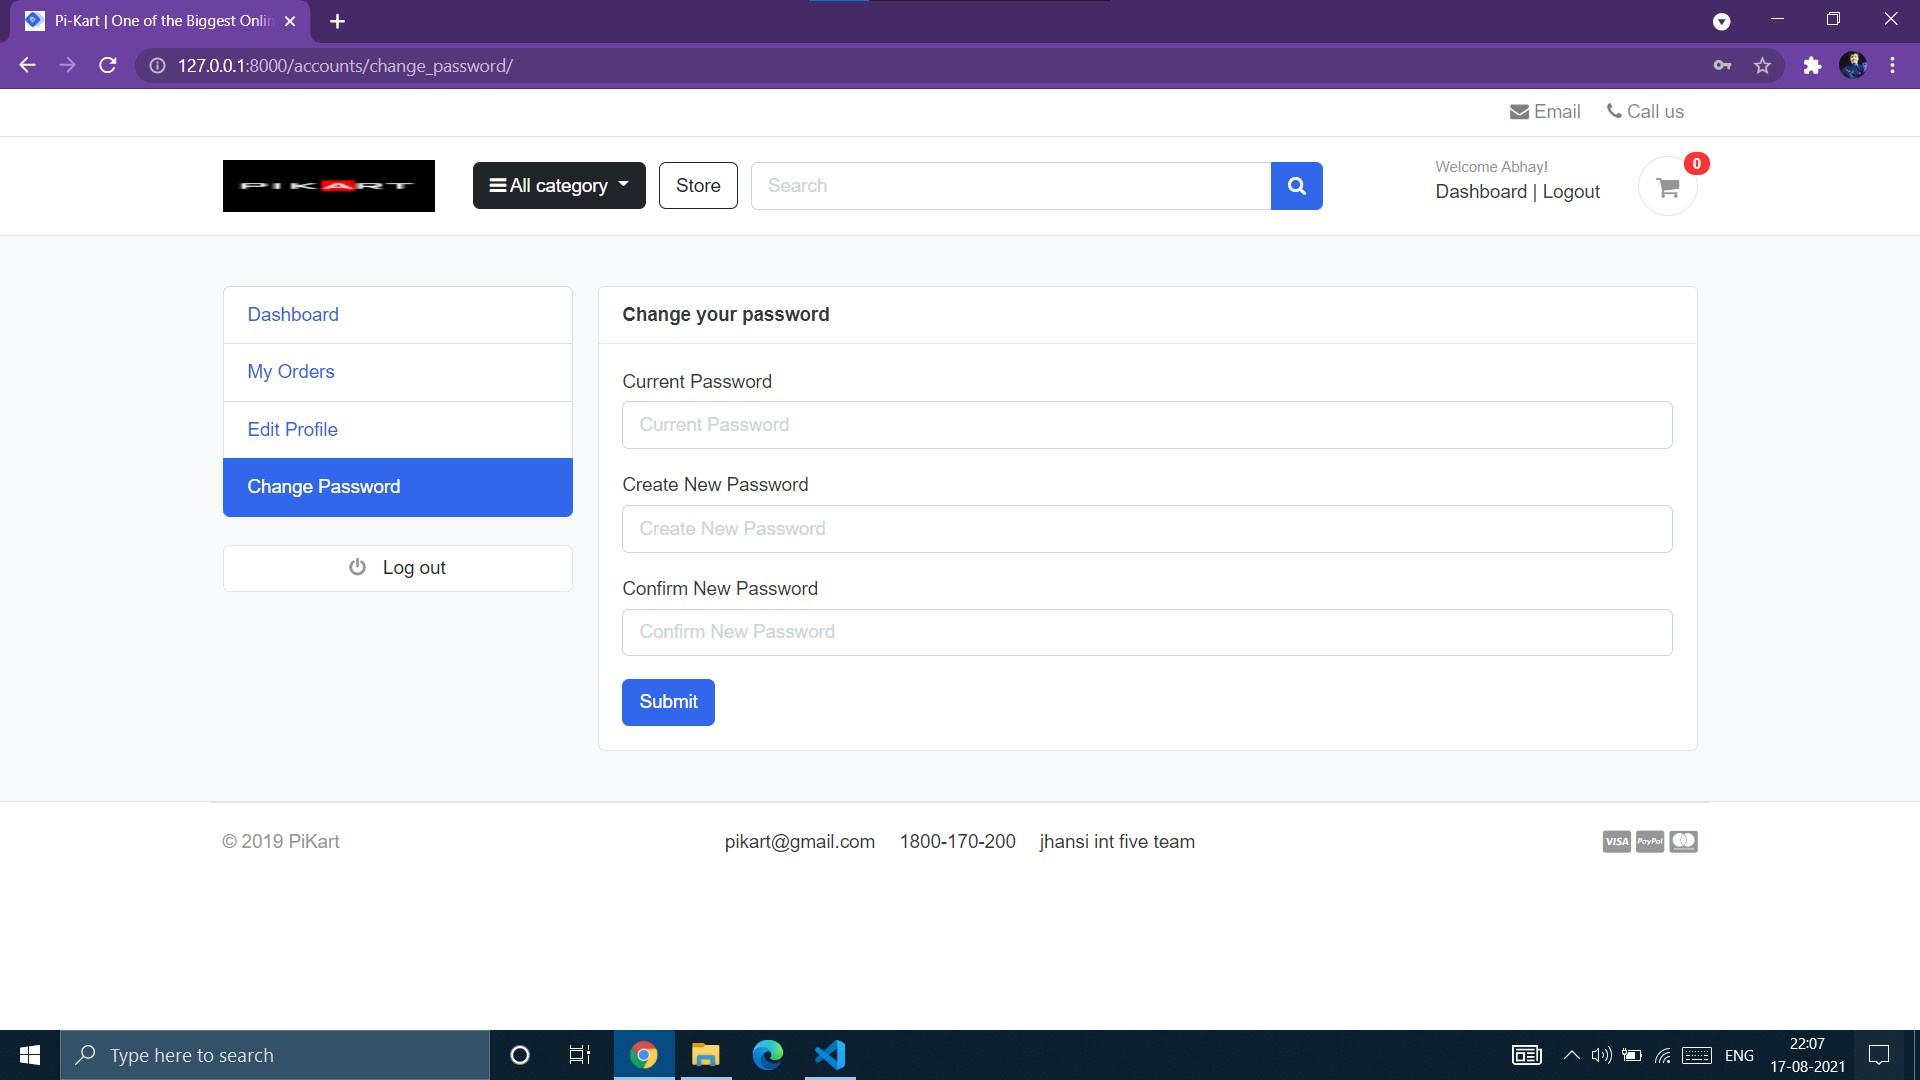 Pi-Kart | One of the Biggest Onlin
127.0.0.1:8000/accounts/change_password/
Email Call us
PIKART
All category Store Search
Welcome Abhay!
Dashboard | Logout
0
Dashboard
My Orders
Edit Profile
Change Password
Log out
Change your password
Current Password
Current Password
Create New Password
Create New Password
Confirm New Password
Confirm New Password
Submit
© 2019 PiKart pikart@gmail.com 1800-170-200 jhansi int five team VISA PayPal
Type here to search
ENG
22:07
17-08-2021